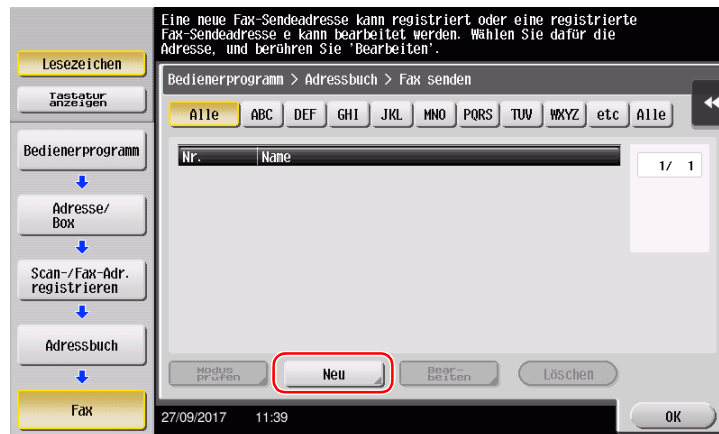 Eine neue Fax-Sendeadresse kann registriert oder eine registrierte
Fax-Sendeadresse e kann bearbeitet werden. Wählen Sie dafür die
Adresse, und berühren Sie 'Bearbeiten'.
Lesezeichen
Tastatur
anzeigen
Bedienerprogramm
Adresse/
Box
Scan-/Fax-Adr.
registrieren
Adressbuch
Fax
Bedienerprogramm > Adressbuch > Fax senden
Alle ABC DEF GHI JKL MNO PQRS TUV WXYZ etc Alle
Nr. Name
1/ 1
Modus
prüfen
Neu
Bear-
beiten
Löschen
27/09/2017 11:39
OK